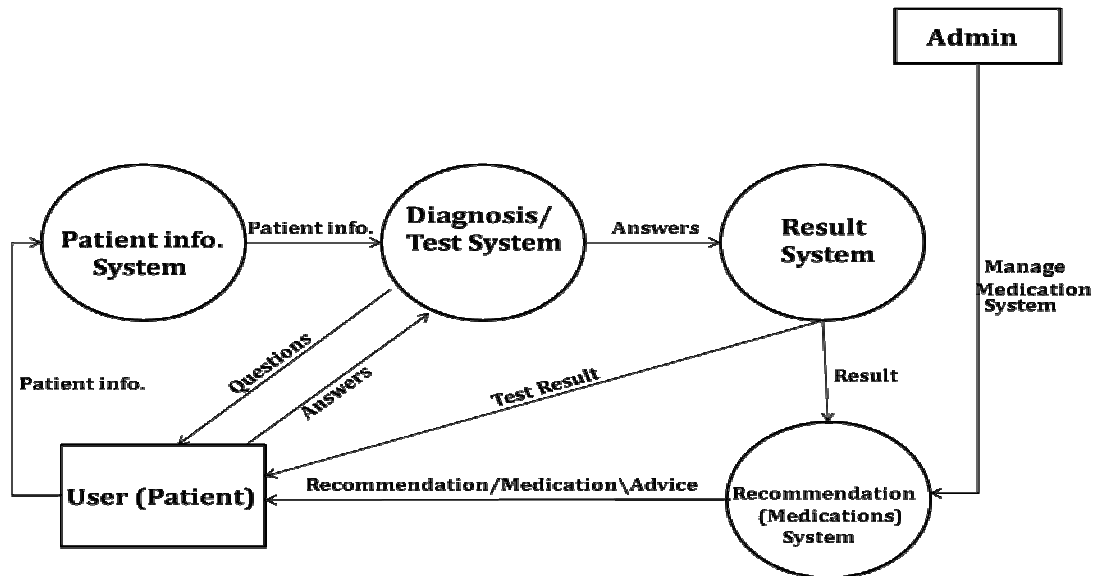 Admin
Patient info.
System
Patient info.
Diagnosis/
Test System
Answers
Result
System
Manage
Medication
System
Questions
Answers
Patient info.
Test Result
Result
User (Patient)
Recommendation/Medication\Advice
Recommendation
(Medications)
System